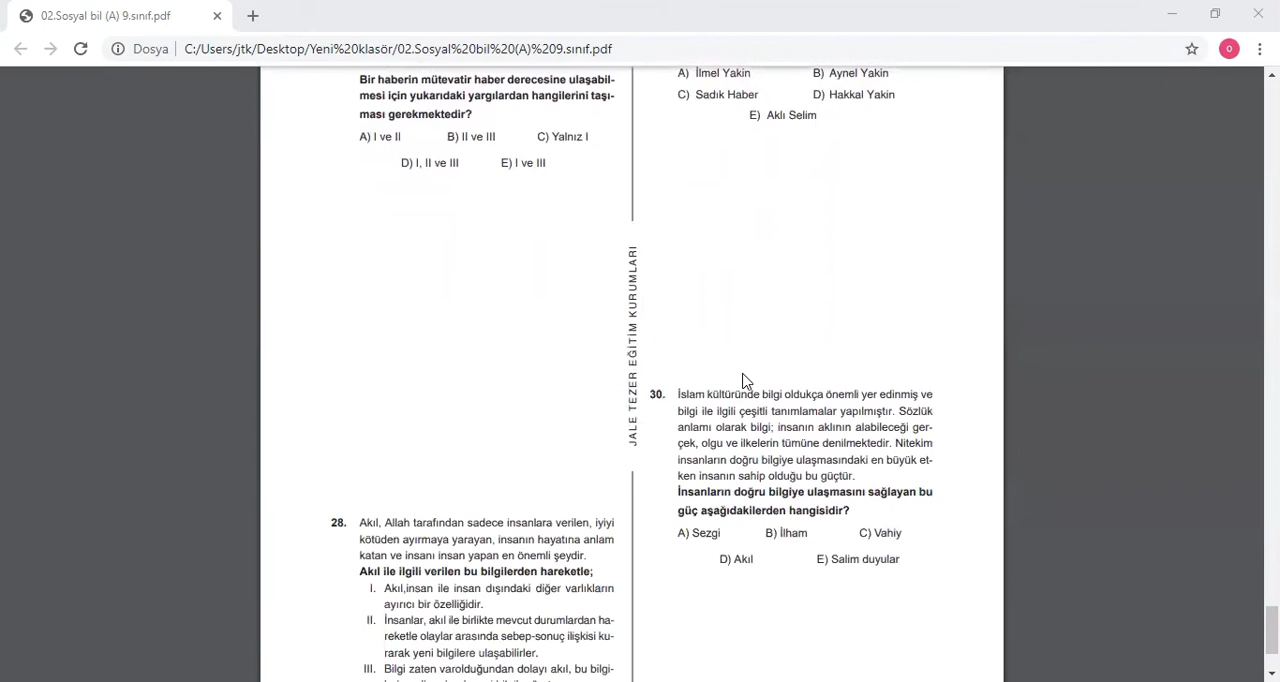 02.Sosyal bil (A) 9.sınıf.pdf
Dosya
C:/Users/jtk/Desktop/Yeni%20klasör/02.Sosyal%20bil%20(A)%209.sınıf.pdf
o
Bir haberin mütevatir haber derecesine ulaşabil-
mesi için yukarıdaki yargılardan hangilerini taşı-
ması gerekmektedir?
A) I ve II B) II ve III C) Yalnız I
D) I, II ve III E) I ve III
28. Akıl, Allah tarafından sadece insanlara verilen, iyiyi
kötüden ayırmaya yarayan, insanın hayatına anlam
katan ve insanı insan yapan en önemli şeydir.
Akıl ile ilgili verilen bu bilgilerden hareketle;
I. Akıl,insan ile insan dışındaki diğer varlıkların
ayırıcı bir özelliğidir.
II. İnsanlar, akıl ile birlikte mevcut durumlardan ha-
reketle olaylar arasında sebep-sonuç ilişkisi ku-
rarak yeni bilgilere ulaşabilirler.
III. Bilgi zaten varolduğundan dolayı akıl, bu bilgi-
JALE TEZER EĞİTİM KURUMLARI
A) İlmel Yakin B) Aynel Yakin
C) Sadık Haber D) Hakkal Yakin
E) Aklı Selim
30. İslam kültüründe bilgi oldukça önemli yer edinmiş ve
bilgi ile ilgili çeşitli tanımlamalar yapılmıştır. Sözlük
anlamı olarak bilgi; insanın aklının alabileceği ger-
çek, olgu ve ilkelerin tümüne denilmektedir. Nitekim
insanların doğru bilgiye ulaşmasındaki en büyük et-
ken insanın sahip olduğu bu güçtür.
İnsanların doğru bilgiye ulaşmasını sağlayan bu
güç aşağıdakilerden hangisidir?
A) Sezgi B) İlham C) Vahiy
D) Akıl E) Salim duyular